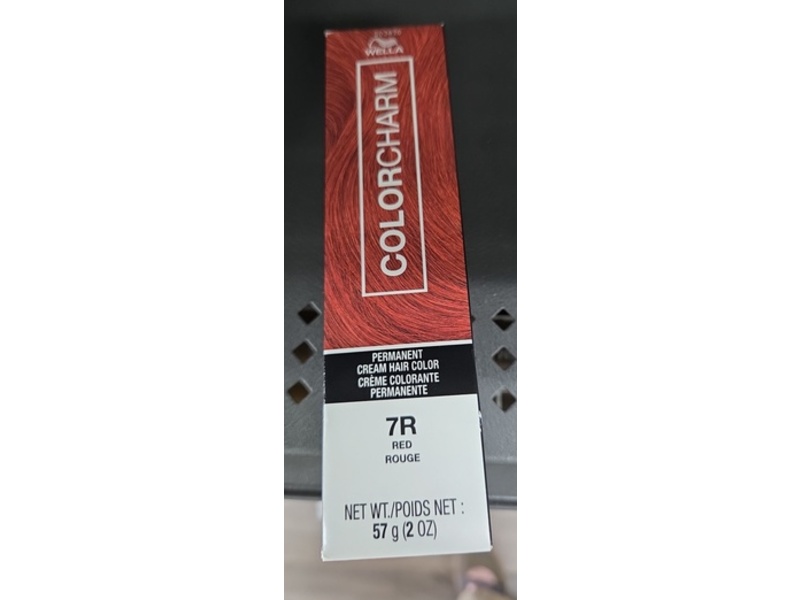 WELLA
COLORCHARM
PERMANENT
CREAM HAIR COLOR
CRÈME COLORANTE
PERMANENTE
7R
RED
ROUGE
NET WT./POIDS NET :
57 g (2 OZ)